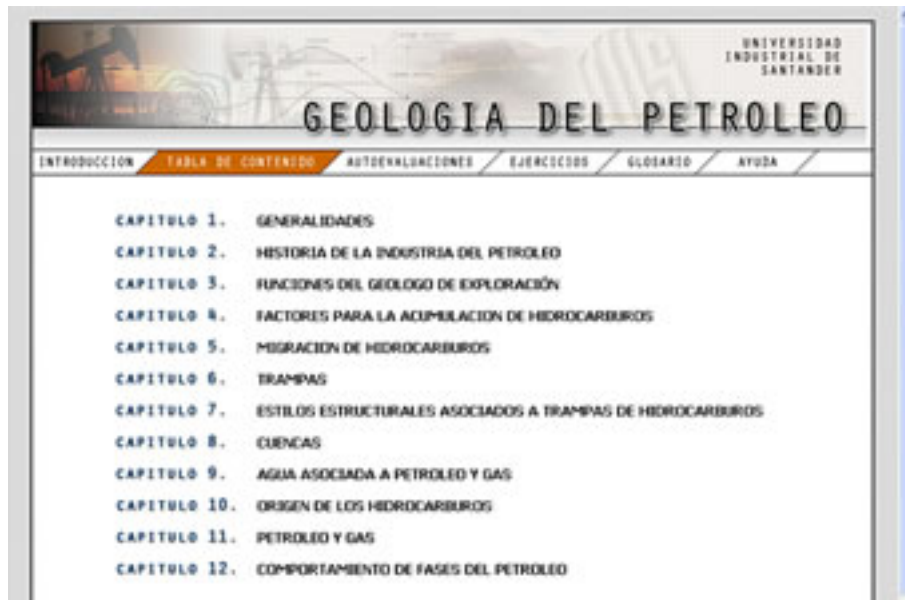 UNIVERSIDAD
INDUSTRIAL DE
SANTANDER
GEOLOGIA DEL PETROLEO
INTRODUCCION TABLA DE CONTENIDO AUTOEVALUACIONES EJERCICIOS GLOSARIO AYUDA
CAPITULO 1. GENERALIDADES
CAPITULO 2. HISTORIA DE LA INDUSTRIA DEL PETROLEO
CAPITULO 3. FUNCIONES DEL GEOLOGO DE EXPLORACIÓN
CAPITULO 4. FACTORES PARA LA ACUMULACION DE HIDROCARBUROS
CAPITULO 5. MIGRACION DE HIDROCARBUROS
CAPITULO 6. TRAMPAS
CAPITULO 7. ESTILOS ESTRUCTURALES ASOCIADOS A TRAMPAS DE HIDROCARBUROS
CAPITULO 8. CUENCAS
CAPITULO 9. AGUA ASOCIADA A PETROLEO Y GAS
CAPITULO 10. ORIGEN DE LOS HIDROCARBUROS
CAPITULO 11. PETROLEO Y GAS
CAPITULO 12. COMPORTAMIENTO DE FASES DEL PETROLEO